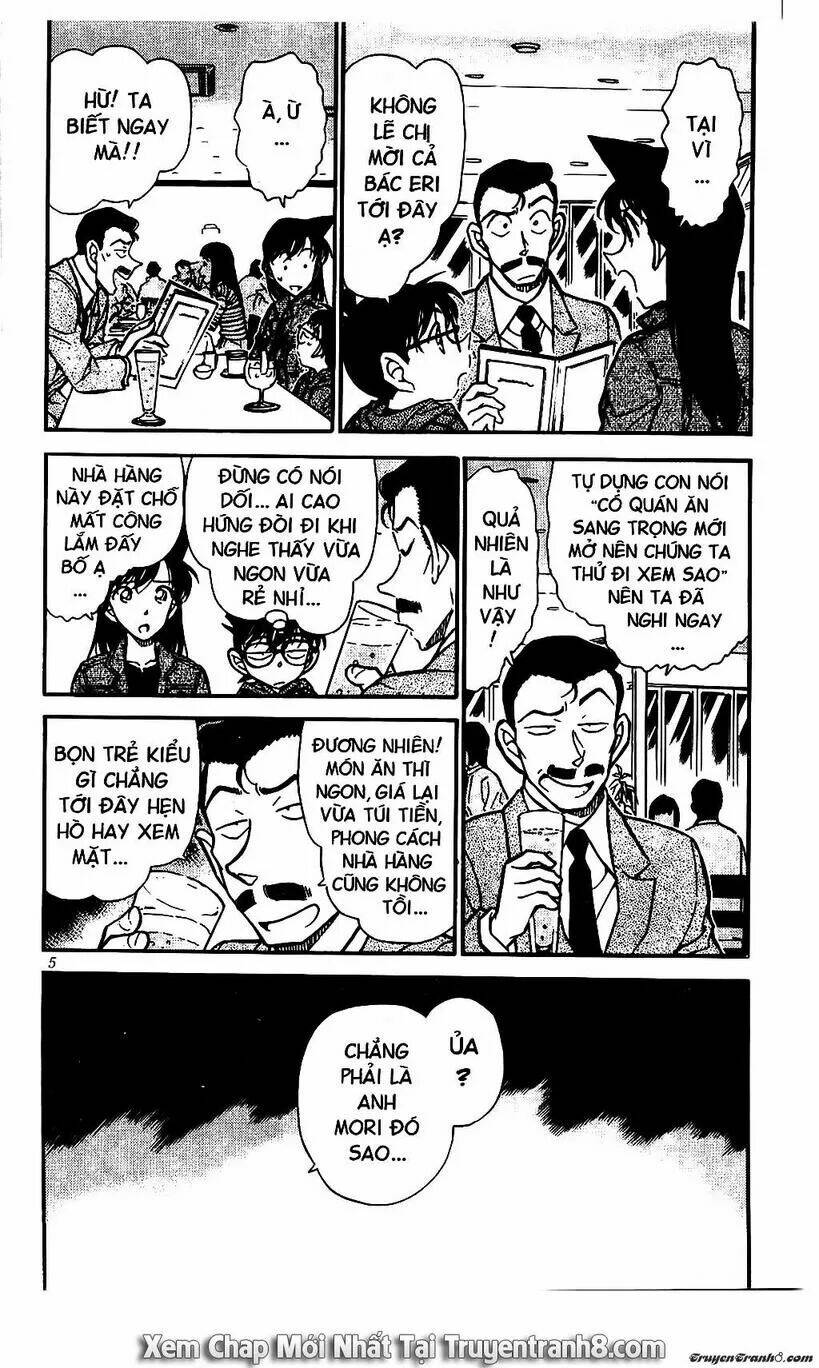 TẠI
VÌ
...
KHÔNG
LẼ CHỊ
MỜI CẢ
BÁC ERI
TỚI ĐÂY
Ạ?
À, Ừ
...
HỪ! TA
BIẾT NGAY
MÀ!!
TỰ DỰNG CON NÓI
"CÓ QUÁN ĂN
SANG TRỌNG MỚI
MỞ NÊN CHÚNG TA
THỬ ĐI XEM SAO"
NÊN TA ĐÃ
NGHI NGAY
...
QUẢ
NHIÊN
LÀ
NHƯ
VẬY
!
ĐỪNG CÓ NÓI
DỐI... AI CAO
HỨNG ĐÒI ĐI KHI
NGHE THẤY VỪA
NGON VỪA
RẺ NHỈ...
NHÀ HÀNG
NÀY ĐẶT CHỖ
MẤT CÔNG
LẮM ĐẤY
BỐ Ạ
...
ĐƯƠNG NHIÊN!
MÓN ĂN THÌ
NGON, GIÁ LẠI
VỪA TÚI TIỀN,
PHONG CÁCH
NHÀ HÀNG
CŨNG KHÔNG
TỒI...
BỌN TRẺ KIỂU
GÌ CHẲNG
TỚI ĐÂY HẸN
HÒ HAY XEM
MẶT...
5
ỦA
?
CHẲNG
PHẢI LÀ
ANH
MORI ĐÓ
SAO...
Xem Chap Mới Nhất Tại Truyentranh8.com
TruyenTranh8.com